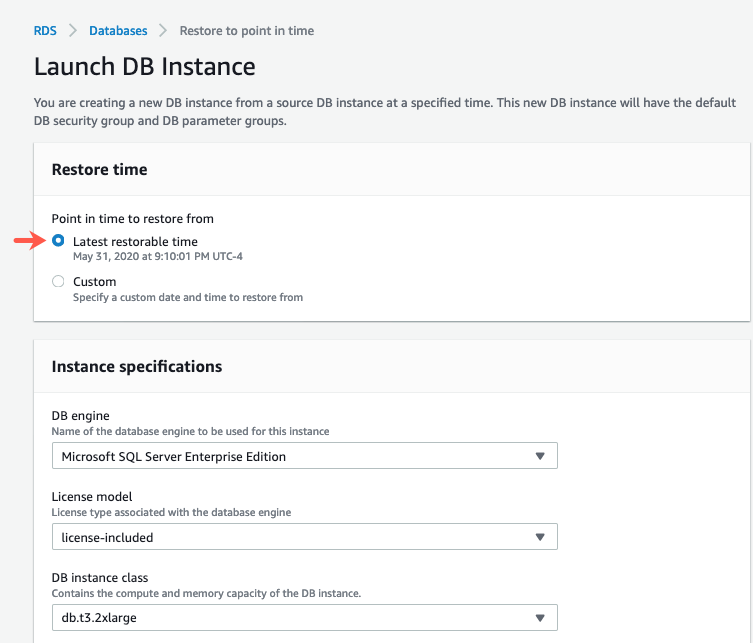 RDS > Databases > Restore to point in time
Launch DB Instance
You are creating a new DB instance from a source DB instance at a specified time. This new DB instance will have the default
DB security group and DB parameter groups.
Restore time
Point in time to restore from
Latest restorable time
May 31, 2020 at 9:10:01 PM UTC-4
Custom
Specify a custom date and time to restore from
Instance specifications
DB engine
Name of the database engine to be used for this instance
Microsoft SQL Server Enterprise Edition
License model
License type associated with the database engine
license-included
DB instance class
Contains the compute and memory capacity of the DB instance.
db.t3.2xlarge